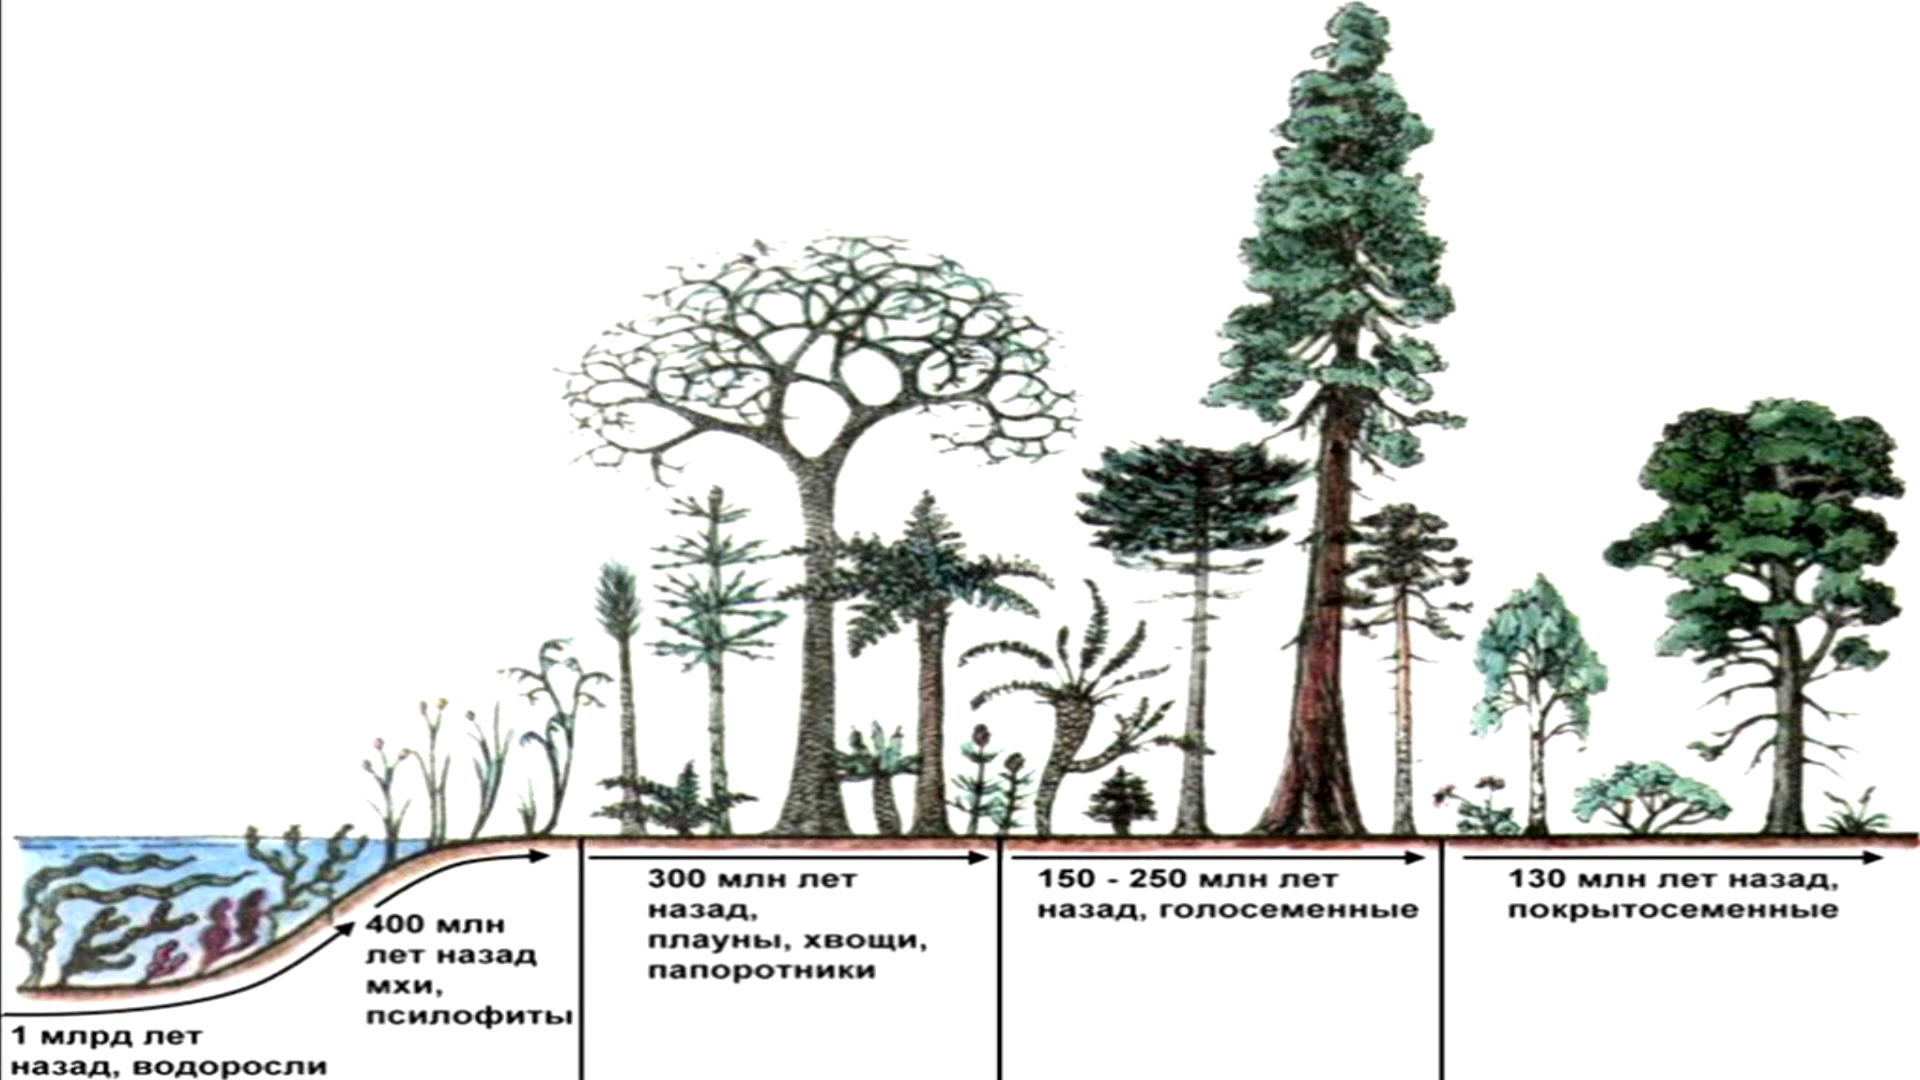 1 млрд лет
назад, водоросли
400 млн
лет назад
мхи,
псилофиты
300 млн лет
назад,
плауны, хвощи,
папоротники
150 - 250 млн лет
назад, голосеменные
130 млн лет назад,
покрытосеменные